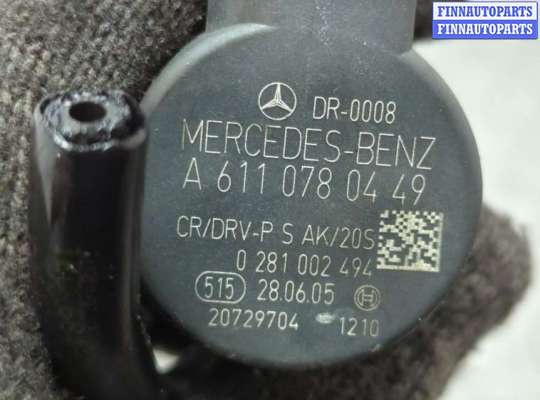 FINNAUTOPARTS
FINNAUTOPARTS
DR-0008
MERCEDES-BENZ
A 611 078 04 49
CR/DRV-P S AK/20S
0 281 002 494
515 28.06.05
20729704 1210